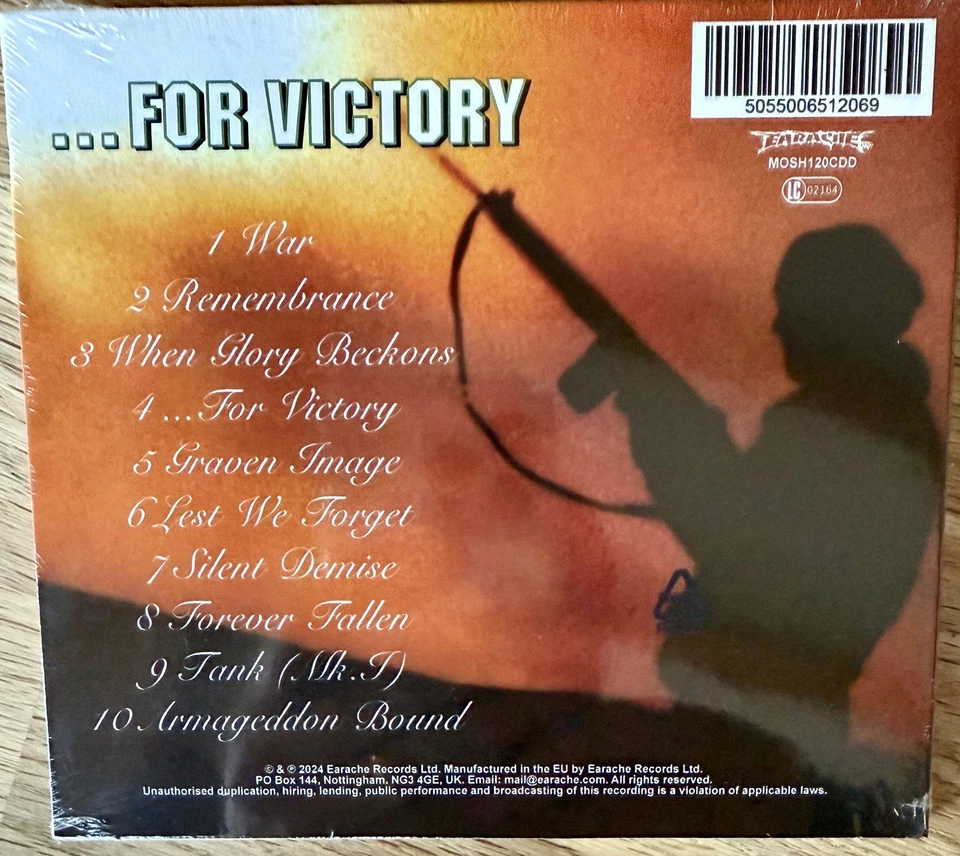 ...FOR VICTORY
5055006512069
EARACHE
MOSH120CDD
LC 02164
1 War
2 Remembrance
3 When Glory Beckons
4 ...For Victory
5 Graven Image
6 Lest We Forget
7 Silent Demise
8 Forever Fallen
9 Tank (Mk.I)
10 Armageddon Bound
© & ℗ 2024 Earache Records Ltd. Manufactured in the EU by Earache Records Ltd.
PO Box 144, Nottingham, NG3 4GE, UK. Email: mail@earache.com. All rights reserved.
Unauthorised duplication, hiring, lending, public performance and broadcasting of this recording is a violation of applicable laws.